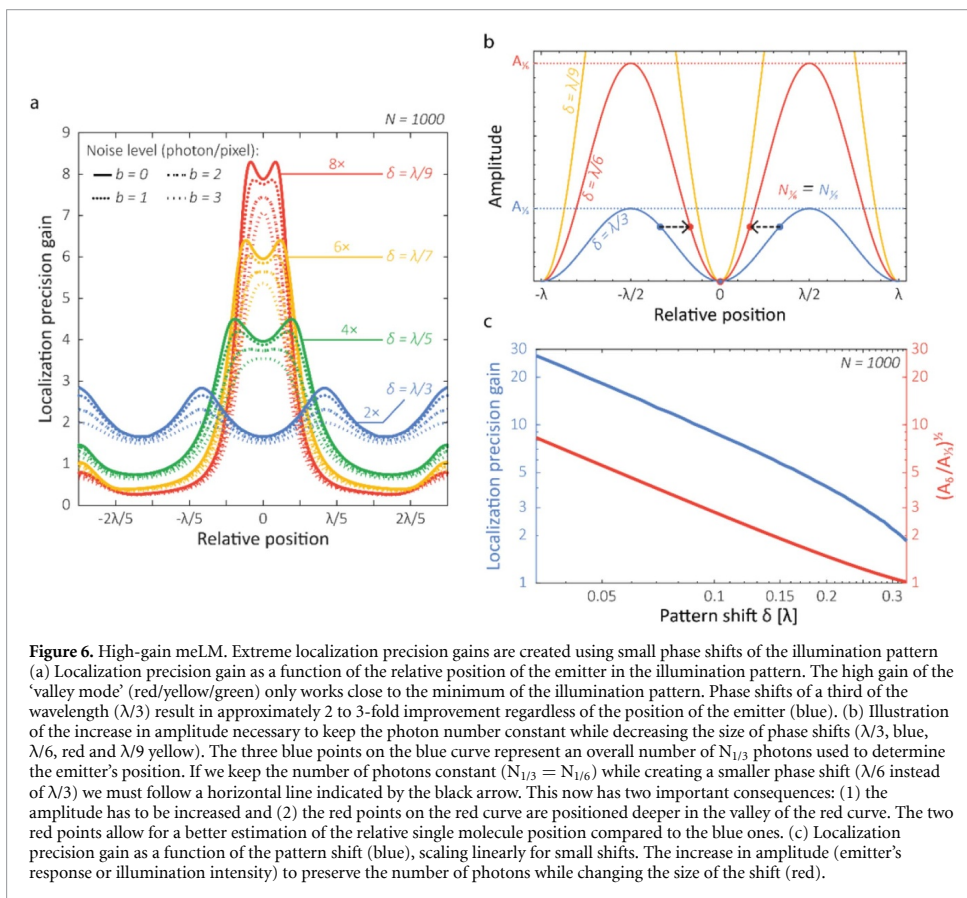 a
N = 1000
Noise level (photon/pixel):
b = 0 b = 2
b = 1 b = 3
9
8
7
6
5
4
3
2
1
0
Localization precision gain
8× δ = λ/9
6× δ = λ/7
4× δ = λ/5
δ = λ/3
2×
-2λ/5 -λ/5 0 λ/5 2λ/5
Relative position
b
A⅙
A⅓
Amplitude
δ = λ/9
δ = λ/6
δ = λ/3
N⅙ = N⅓
-λ -λ/2 0 λ/2 λ
Relative position
c
N = 1000
30
20
10
5
3
2
1
Localization precision gain
30
20
10
5
3
2
1
(Aδ/A⅓)^½
0.05 0.1 0.15 0.2 0.3
Pattern shift δ [λ]
Figure 6. High-gain meLM. Extreme localization precision gains are created using small phase shifts of the illumination pattern
(a) Localization precision gain as a function of the relative position of the emitter in the illumination pattern. The high gain of the
‘valley mode’ (red/yellow/green) only works close to the minimum of the illumination pattern. Phase shifts of a third of the
wavelength (λ/3) result in approximately 2 to 3-fold improvement regardless of the position of the emitter (blue). (b) Illustration
of the increase in amplitude necessary to keep the photon number constant while decreasing the size of phase shifts (λ/3, blue,
λ/6, red and λ/9 yellow). The three blue points on the blue curve represent an overall number of N1/3 photons used to determine
the emitter’s position. If we keep the number of photons constant (N1/3 = N1/6) while creating a smaller phase shift (λ/6 instead
of λ/3) we must follow a horizontal line indicated by the black arrow. This now has two important consequences: (1) the
amplitude has to be increased and (2) the red points on the red curve are positioned deeper in the valley of the red curve. The two
red points allow for a better estimation of the relative single molecule position compared to the blue ones. (c) Localization
precision gain as a function of the pattern shift (blue), scaling linearly for small shifts. The increase in amplitude (emitter’s
response or illumination intensity) to preserve the number of photons while changing the size of the shift (red).